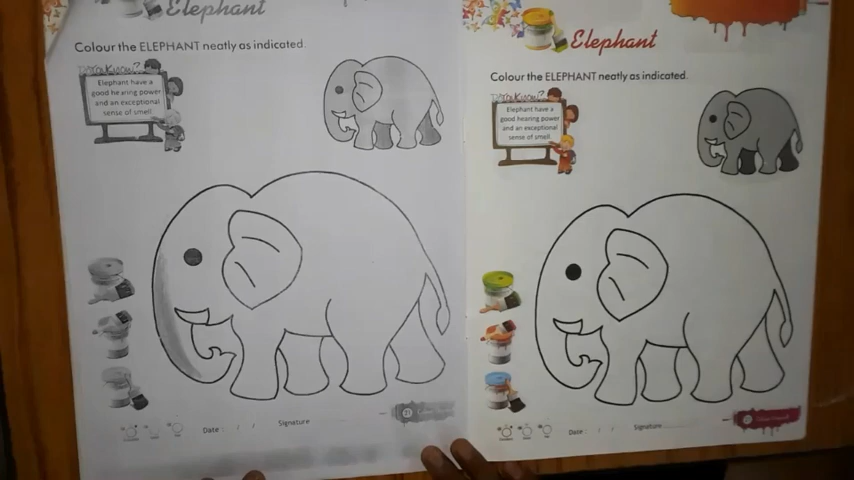 Elephant
Colour the ELEPHANT neatly as indicated.
Did You Know?
Elephant have a
good hearing power
and an exceptional
sense of smell
Date : / / Signature
21
Elephant
Colour the ELEPHANT neatly as indicated.
Did You Know?
Elephant have a
good hearing power
and an exceptional
sense of smell
Date : / / Signature